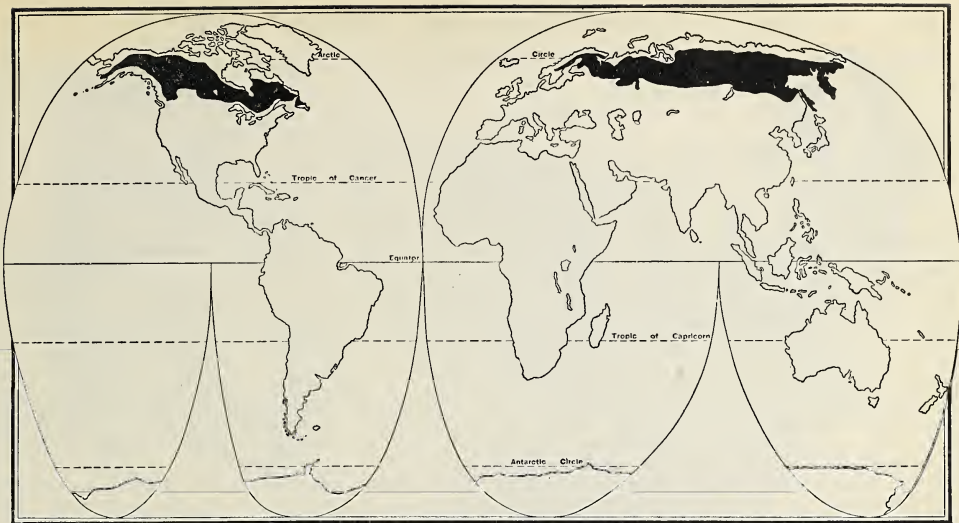 Arctic Circle
Tropic of Cancer
Equator
Tropic of Capricorn
Antarctic Circle